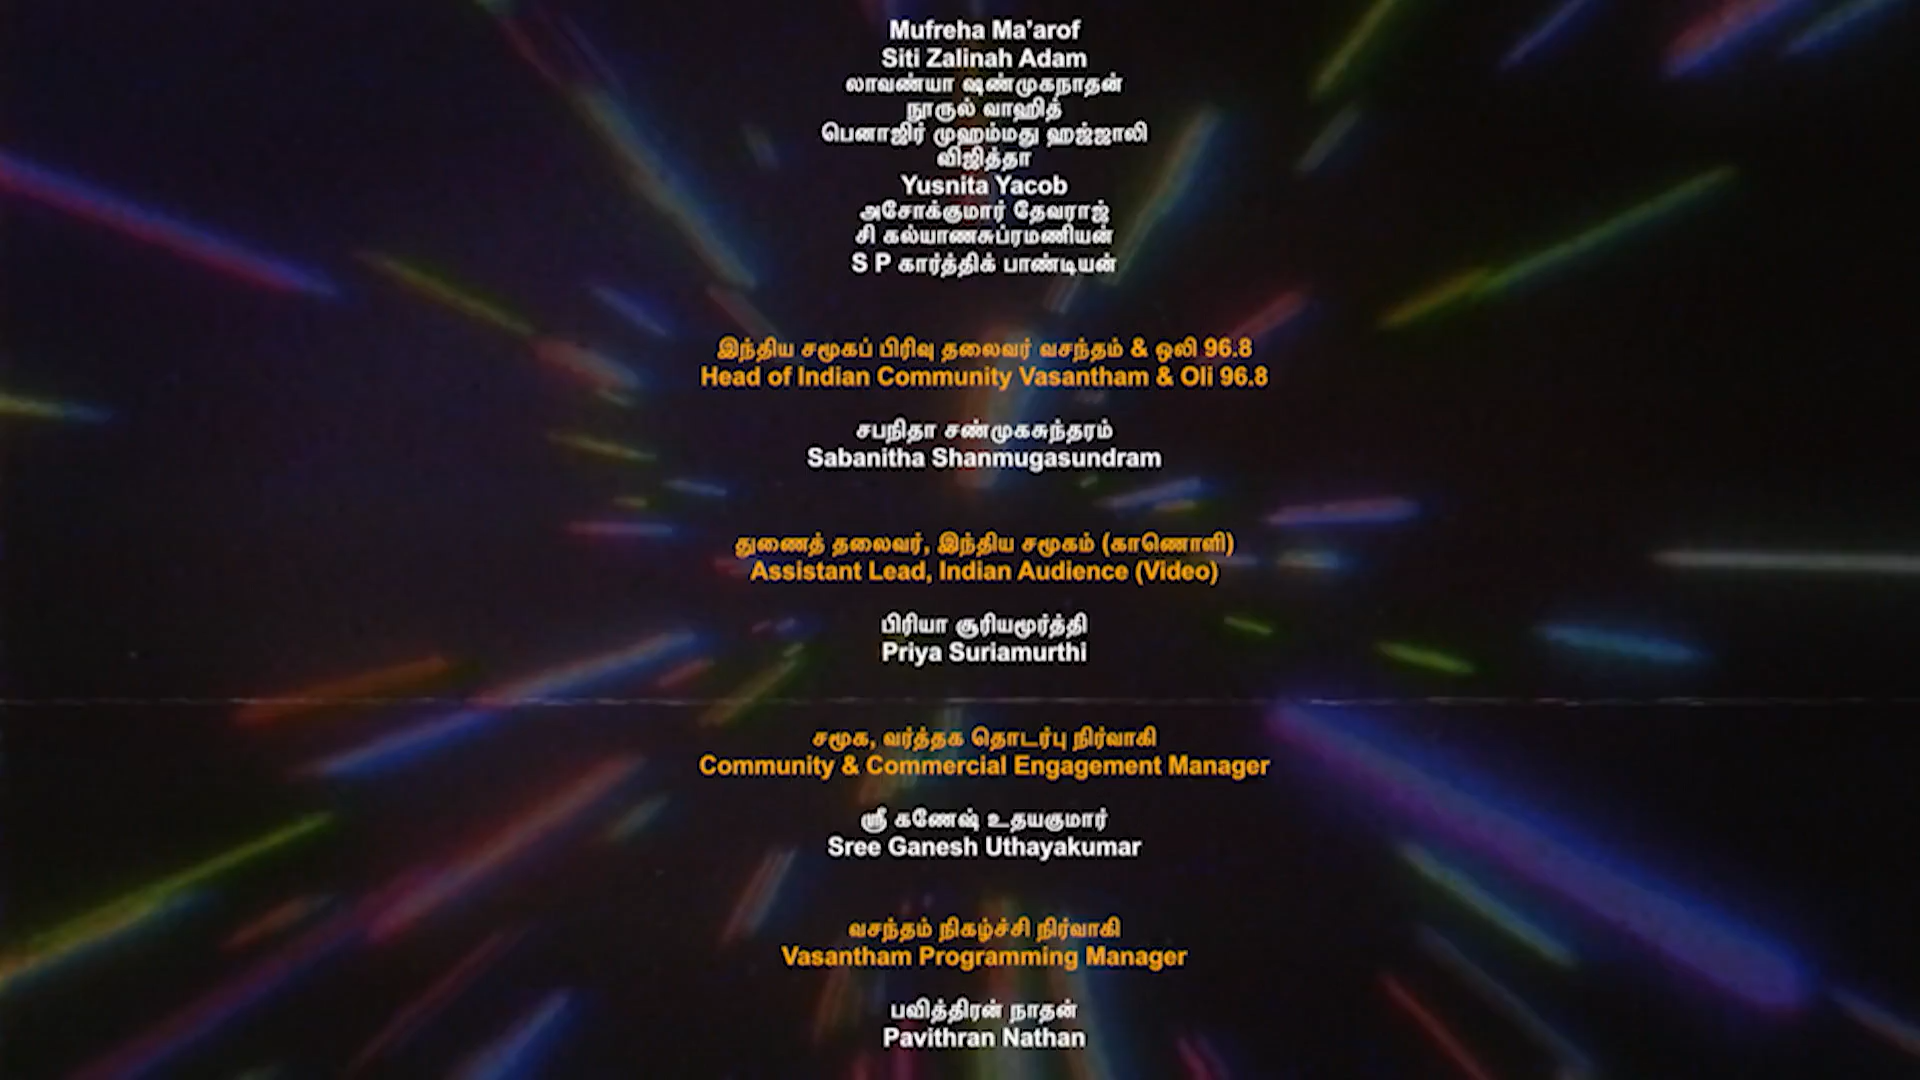 Mufreha Ma’arof
Siti Zalinah Adam
லாவண்யா ஷண்முகநாதன்
நூருல் வாஹித்
பெனாஜிர் முஹம்மது ஹஜ்ஜாலி
விஜித்தா
Yusnita Yacob
அசோக்குமார் தேவராஜ்
சி கல்யாணசுப்ரமணியன்
S P கார்த்திக் பாண்டியன்
இந்திய சமூகப் பிரிவு தலைவர் வசந்தம் & ஒலி 96.8
Head of Indian Community Vasantham & Oli 96.8
சபநிதா சண்முகசுந்தரம்
Sabanitha Shanmugasundram
துணைத் தலைவர், இந்திய சமூகம் (காணொளி)
Assistant Lead, Indian Audience (Video)
பிரியா சூரியமூர்த்தி
Priya Suriamurthi
சமூக, வர்த்தக தொடர்பு நிர்வாகி
Community & Commercial Engagement Manager
ஸ்ரீ கணேஷ் உதயகுமார்
Sree Ganesh Uthayakumar
வசந்தம் நிகழ்ச்சி நிர்வாகி
Vasantham Programming Manager
பவித்திரன் நாதன்
Pavithran Nathan